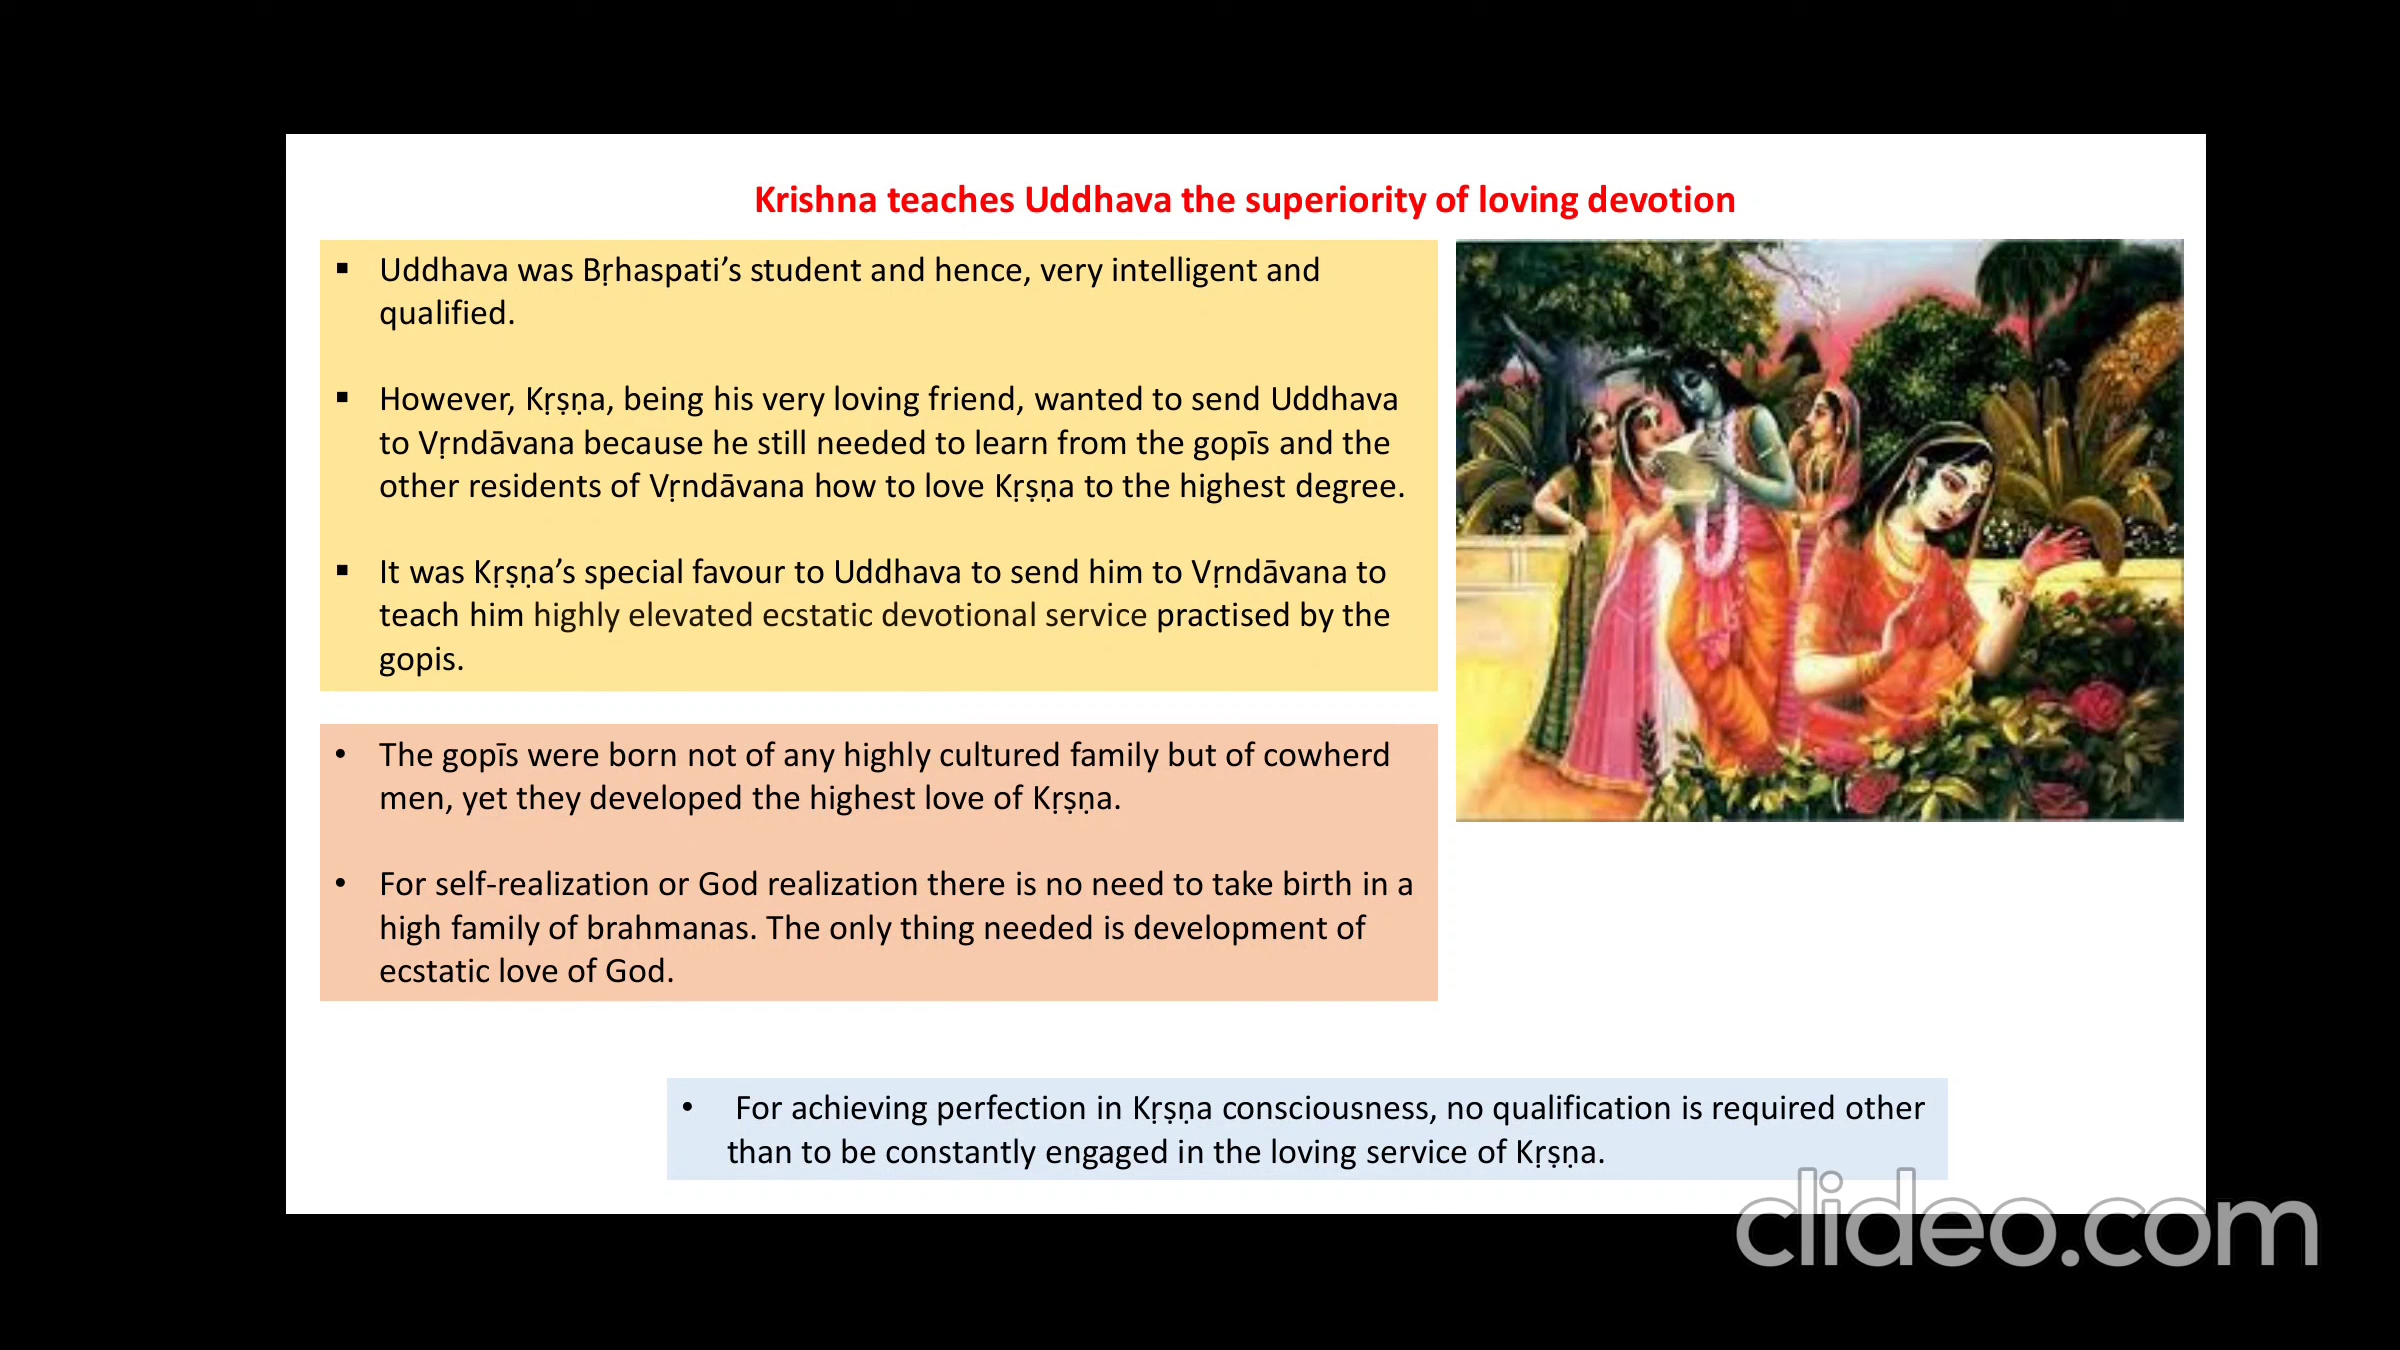 Krishna teaches Uddhava the superiority of loving devotion
▪ Uddhava was Bṛhaspati’s student and hence, very intelligent and
qualified.
▪ However, Kṛṣṇa, being his very loving friend, wanted to send Uddhava
to Vṛndāvana because he still needed to learn from the gopīs and the
other residents of Vṛndāvana how to love Kṛṣṇa to the highest degree.
▪ It was Kṛṣṇa’s special favour to Uddhava to send him to Vṛndāvana to
teach him highly elevated ecstatic devotional service practised by the
gopis.
• The gopīs were born not of any highly cultured family but of cowherd
men, yet they developed the highest love of Kṛṣṇa.
• For self-realization or God realization there is no need to take birth in a
high family of brahmanas. The only thing needed is development of
ecstatic love of God.
• For achieving perfection in Kṛṣṇa consciousness, no qualification is required other
than to be constantly engaged in the loving service of Kṛṣṇa.
clideo.com